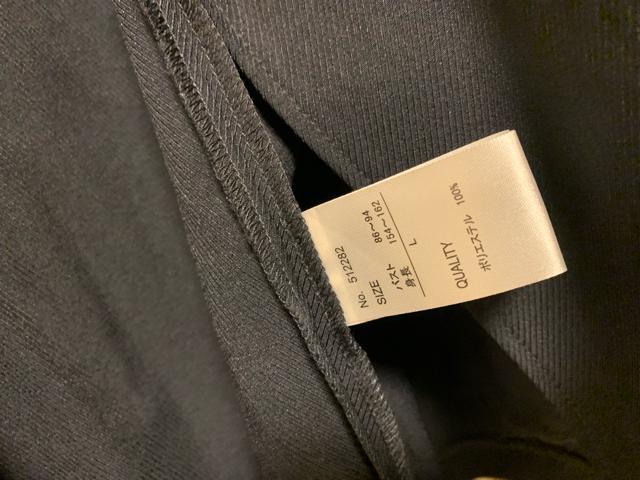 No. 512282
SIZE
バスト 86～94
身長 154～162
L
QUALITY
ポリエステル 100%